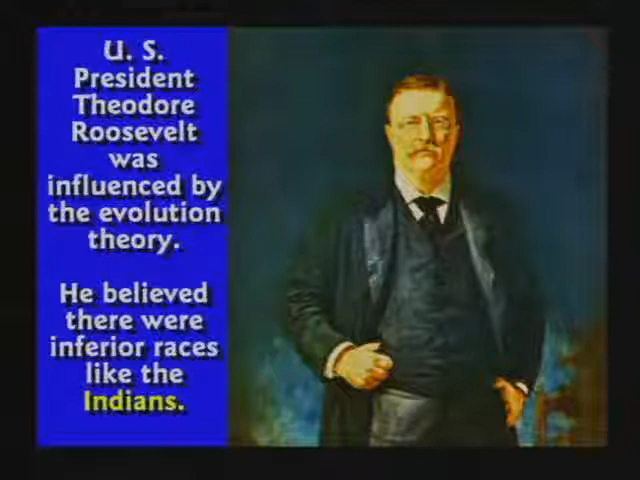 U. S.
President
Theodore
Roosevelt
was
influenced by
the evolution
theory.
He believed
there were
inferior races
like the
Indians.